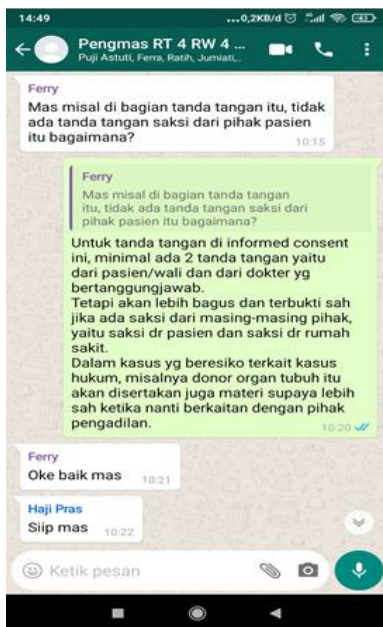 14:49
...0,2KB/d
Pengmas RT 4 RW 4 ...
Puji Astuti, Ferra, Ratih, Jumiati,..
Ferry
Mas misal di bagian tanda tangan itu, tidak
ada tanda tangan saksi dari pihak pasien
itu bagaimana?
10:15
Ferry
Mas misal di bagian tanda tangan
itu, tidak ada tanda tangan saksi dari
pihak pasien itu bagaimana?
Untuk tanda tangan di informed consent
ini, minimal ada 2 tanda tangan yaitu
dari pasien/wali dan dari dokter yg
bertanggungjawab.
Tetapi akan lebih bagus dan terbukti sah
jika ada saksi dari masing-masing pihak,
yaitu saksi dr pasien dan saksi dr rumah
sakit.
Dalam kasus yg beresiko terkait kasus
hukum, misalnya donor organ tubuh itu
akan disertakan juga materi supaya lebih
sah ketika nanti berkaitan dengan pihak
pengadilan.
10:20
Ferry
Oke baik mas
10:21
Haji Pras
Siip mas
10:22
Ketik pesan